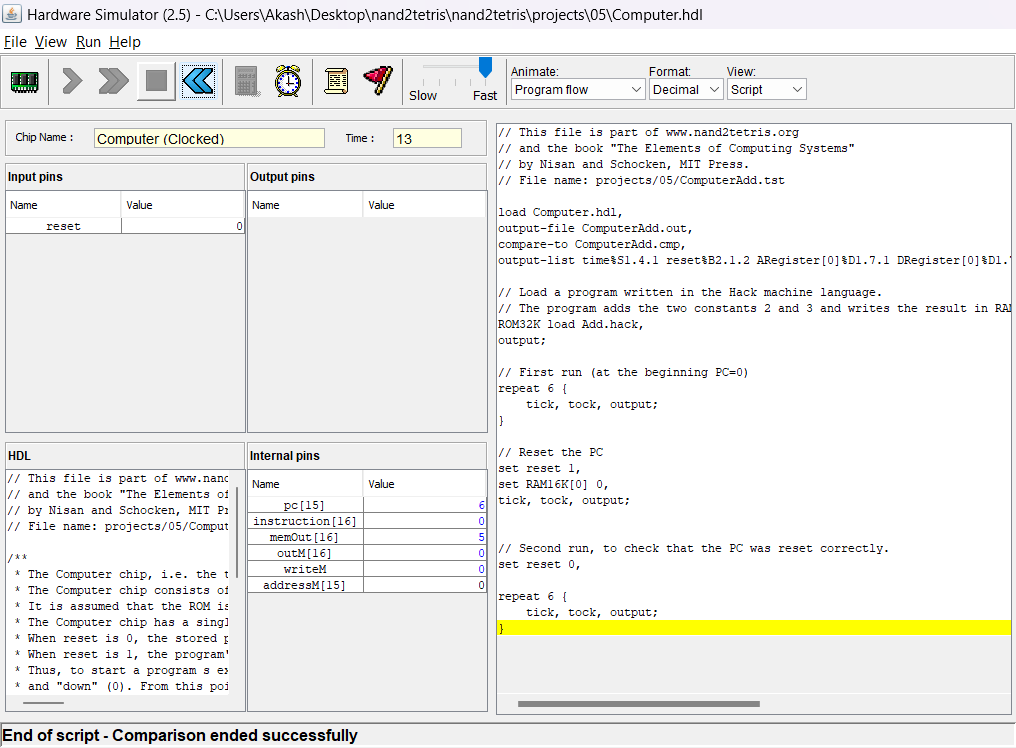 Hardware Simulator (2.5) - C:\Users\Akash\Desktop\nand2tetris\nand2tetris\projects\05\Computer.hdl
File View Run Help
Slow Fast
Animate: Format: View:
Program flow Decimal Script
Chip Name : Computer (Clocked) Time : 13
Input pins
Name Value
reset 0
Output pins
Name Value
HDL
// This file is part of www.nand
// and the book "The Elements of
// by Nisan and Schocken, MIT Pr
// File name: projects/05/Comput
/**
* The Computer chip, i.e. the t
* The Computer chip consists of
* It is assumed that the ROM is
* The Computer chip has a singl
* When reset is 0, the stored p
* When reset is 1, the program'
* Thus, to start a program s ex
* and "down" (0). From this poi
Internal pins
Name Value
pc[15] 6
instruction[16] 0
memOut[16] 5
outM[16] 0
writeM 0
addressM[15] 0
// This file is part of www.nand2tetris.org
// and the book "The Elements of Computing Systems"
// by Nisan and Schocken, MIT Press.
// File name: projects/05/ComputerAdd.tst
load Computer.hdl,
output-file ComputerAdd.out,
compare-to ComputerAdd.cmp,
output-list time%S1.4.1 reset%B2.1.2 ARegister[0]%D1.7.1 DRegister[0]%D1.7
// Load a program written in the Hack machine language.
// The program adds the two constants 2 and 3 and writes the result in RAM
ROM32K load Add.hack,
output;
// First run (at the beginning PC=0)
repeat 6 {
tick, tock, output;
}
// Reset the PC
set reset 1,
set RAM16K[0] 0,
tick, tock, output;
// Second run, to check that the PC was reset correctly.
set reset 0,
repeat 6 {
tick, tock, output;
}
End of script - Comparison ended successfully